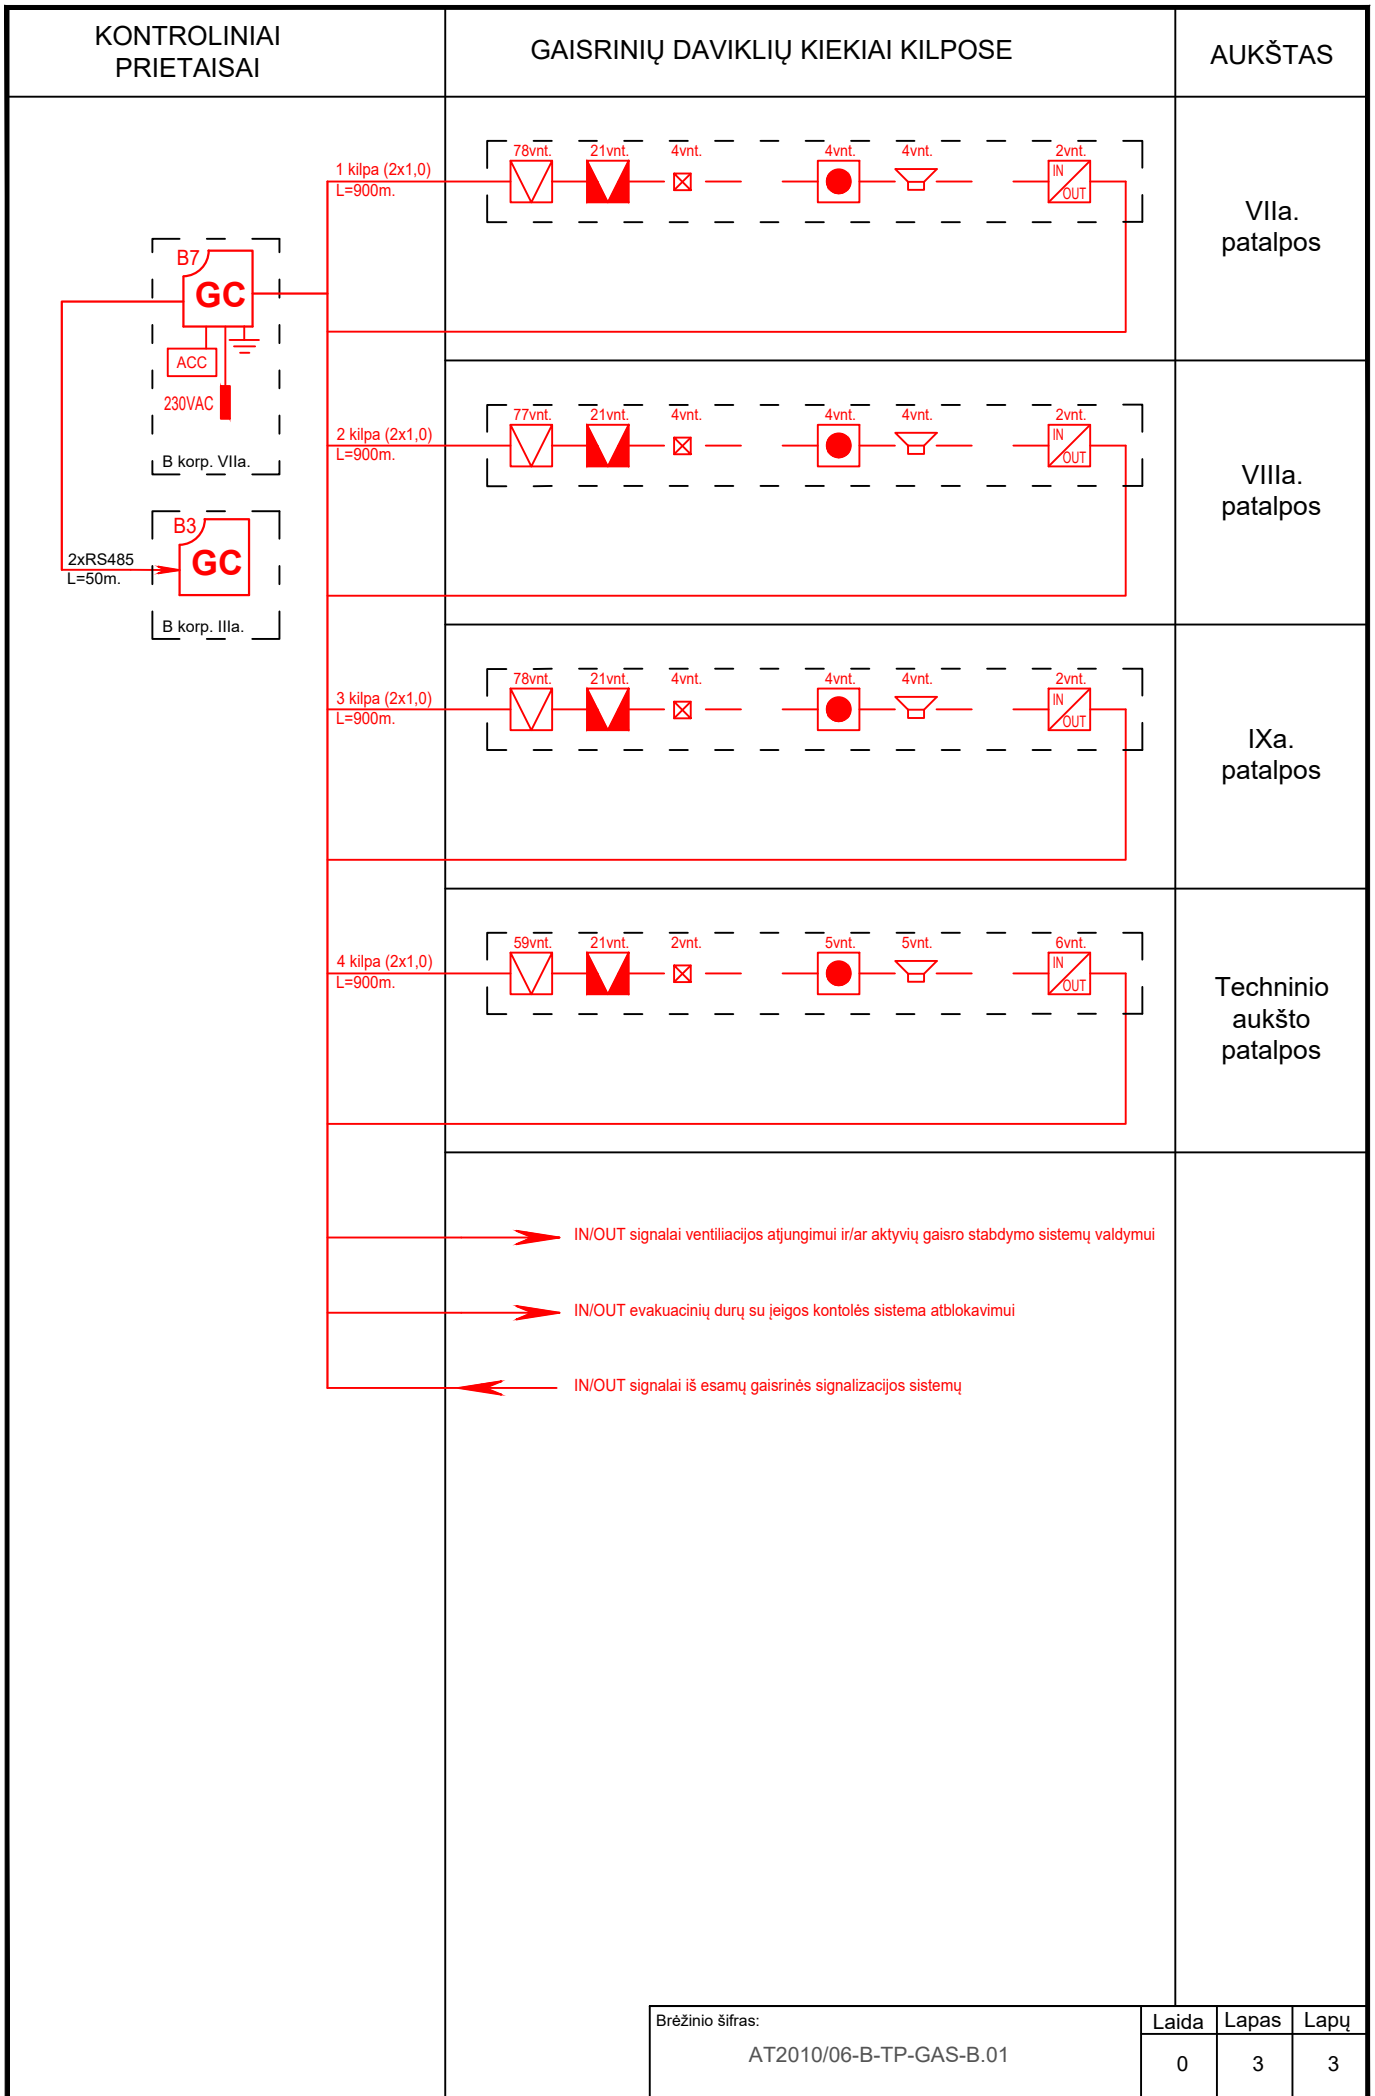 KONTROLINIAI
PRIETAISAI
GAISRINIŲ DAVIKLIŲ KIEKIAI KILPOSE
AUKŠTAS
B7
GC
ACC
230VAC
B korp. VIIa.
B3
GC
2xRS485
L=50m.
B korp. IIIa.
1 kilpa (2x1,0)
L=900m.
78vnt.
21vnt.
4vnt.
4vnt.
4vnt.
2vnt.
IN
OUT
VIIa.
patalpos
2 kilpa (2x1,0)
L=900m.
77vnt.
21vnt.
4vnt.
4vnt.
4vnt.
2vnt.
IN
OUT
VIIIa.
patalpos
3 kilpa (2x1,0)
L=900m.
78vnt.
21vnt.
4vnt.
4vnt.
4vnt.
2vnt.
IN
OUT
IXa.
patalpos
4 kilpa (2x1,0)
L=900m.
59vnt.
21vnt.
2vnt.
5vnt.
5vnt.
6vnt.
IN
OUT
Techninio
aukšto
patalpos
IN/OUT signalai ventiliacijos atjungimui ir/ar aktyvių gaisro stabdymo sistemų valdymui
IN/OUT evakuacinių durų su įeigos kontolės sistema atblokavimui
IN/OUT signalai iš esamų gaisrinės signalizacijos sistemų
Brėžinio šifras:
AT2010/06-B-TP-GAS-B.01
Laida
Lapas
Lapų
0
3
3